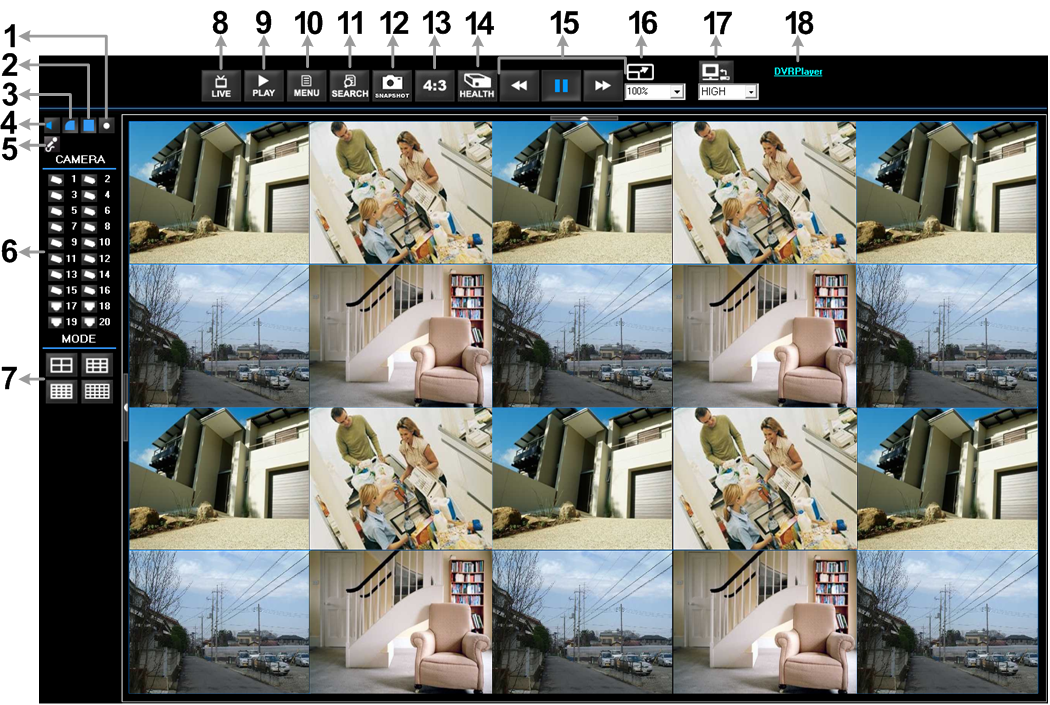 8 9 10 11 12 13 14 15 16 17 18
1
2
3
4
5
6
7
LIVE PLAY MENU SEARCH SNAPSHOT 4:3 HEALTH
100% HIGH
DVRPlayer
CAMERA
1 2
3 4
5 6
7 8
9 10
11 12
13 14
15 16
17 18
19 20
MODE